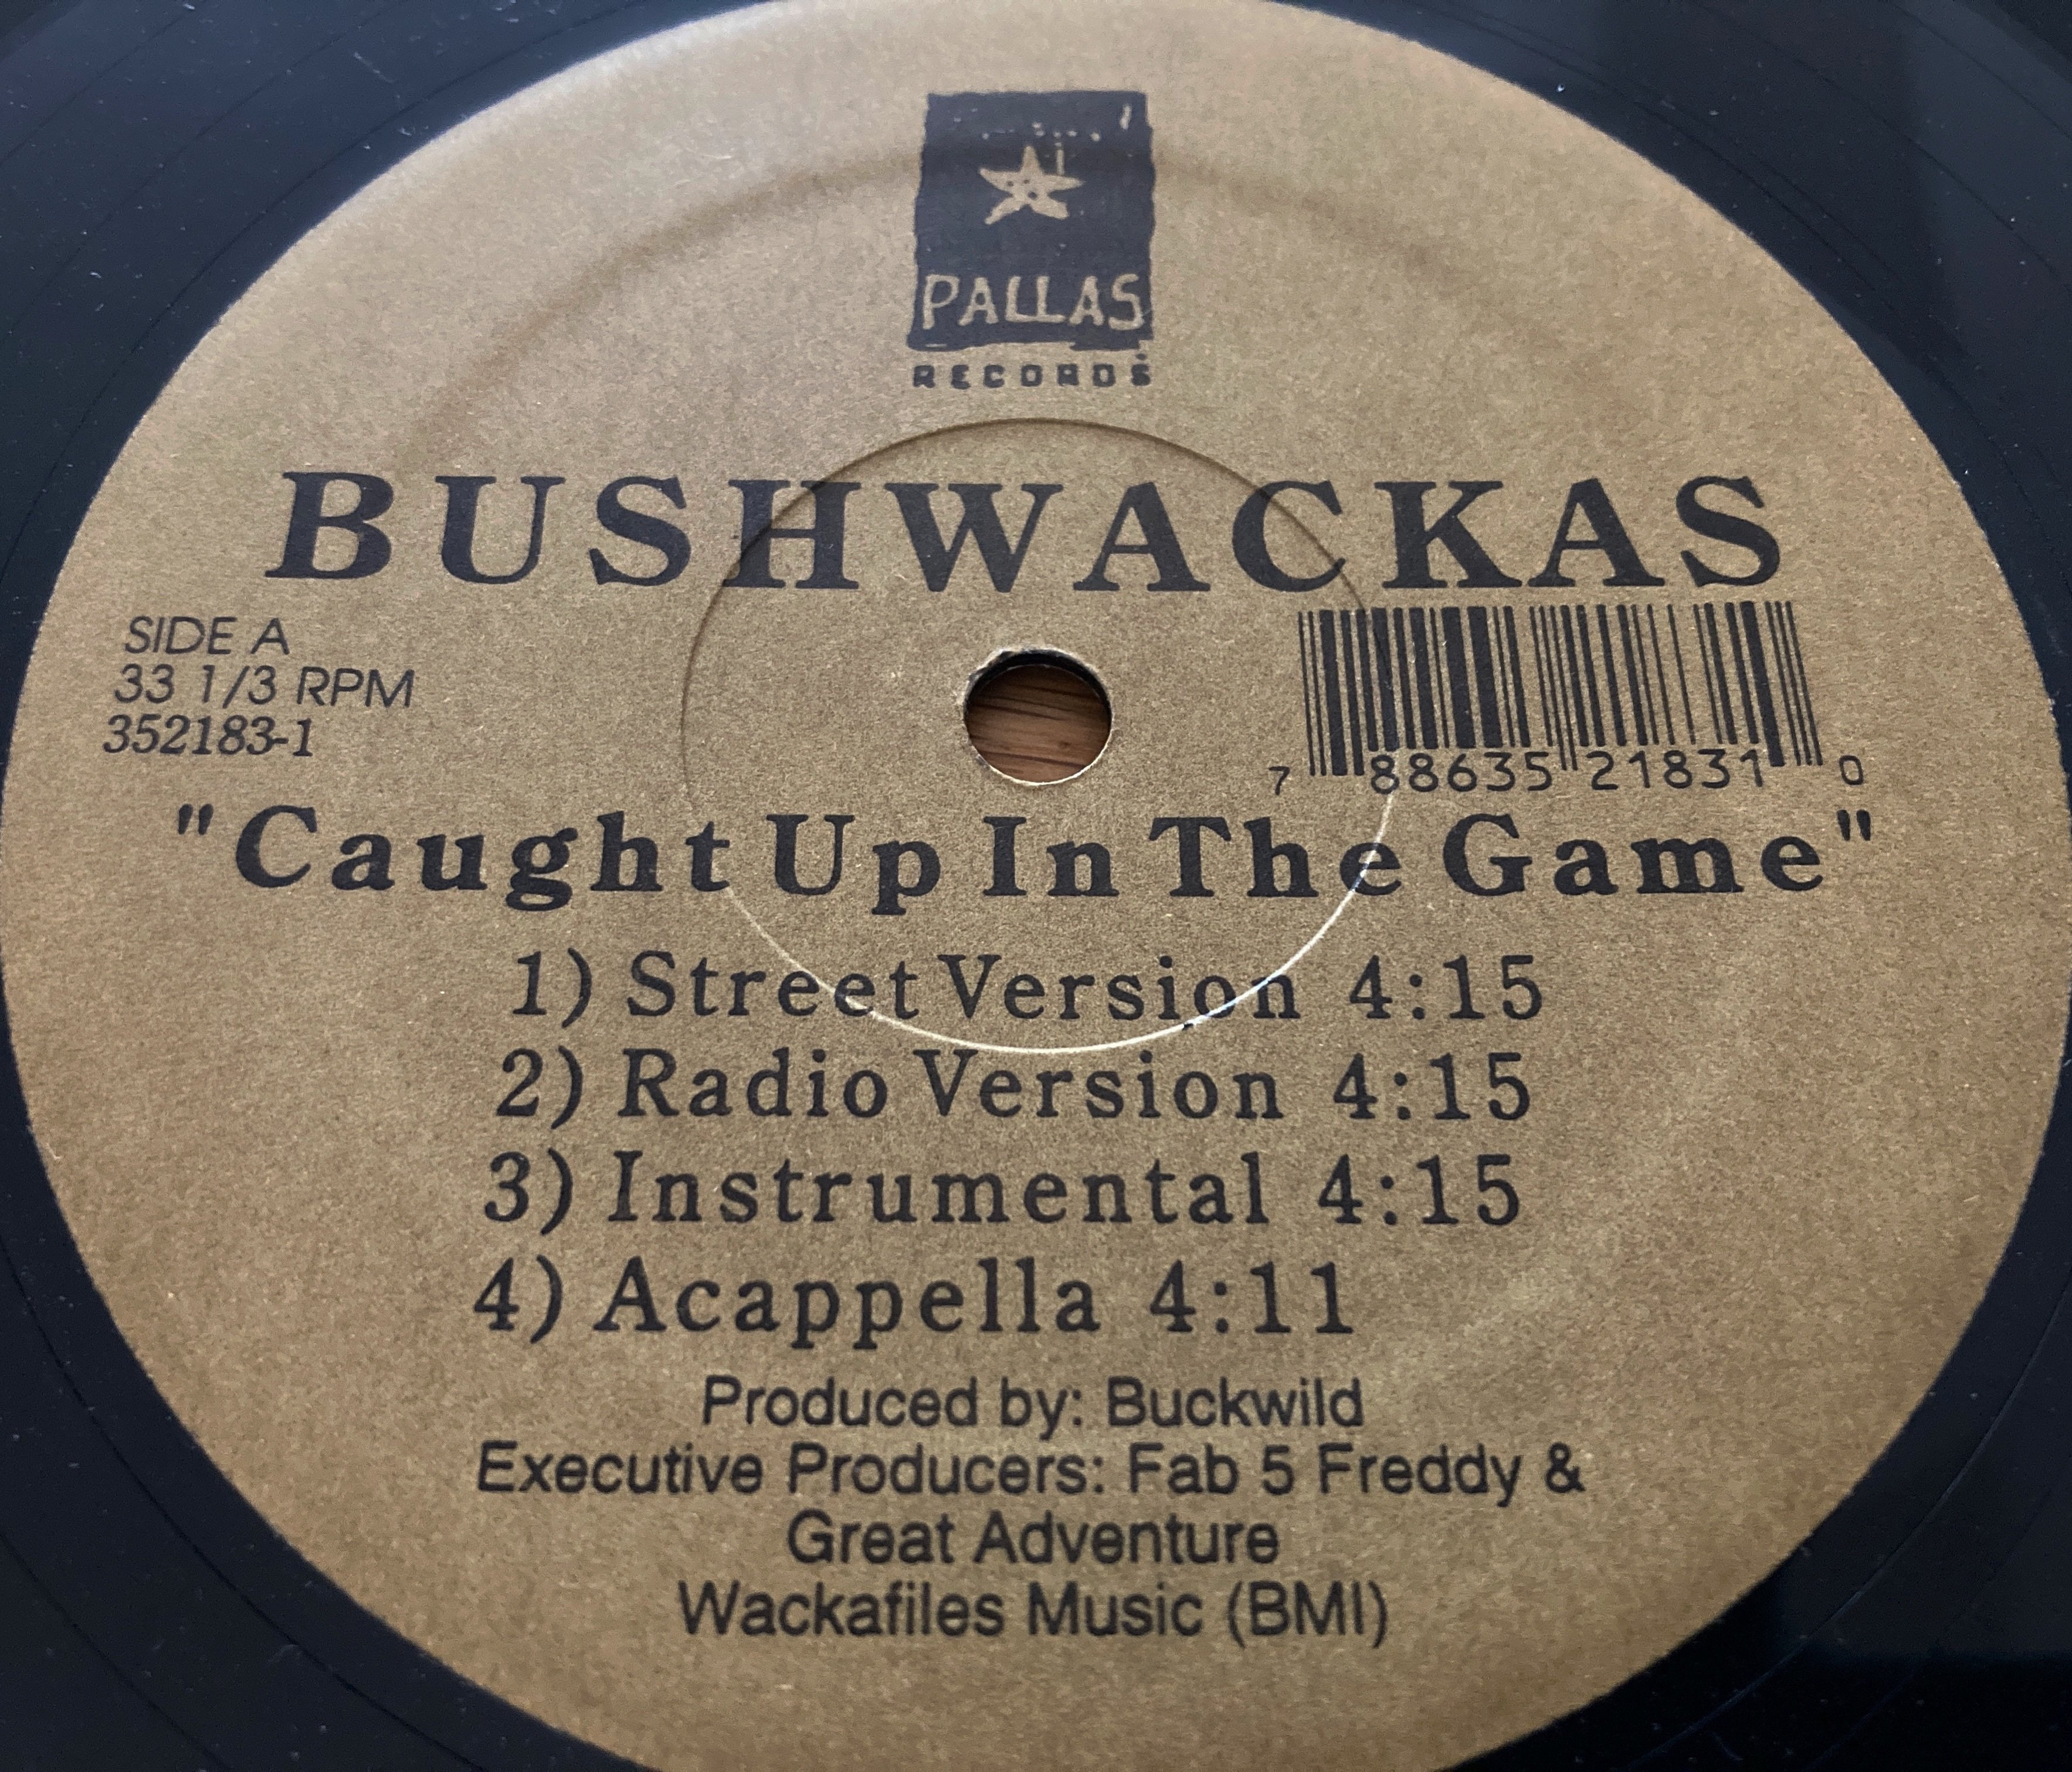 PALLAS
RECORDS
BUSHWACKAS
SIDE A
33 1/3 RPM
352183-1
7 88635 21831 0
"Caught Up In The Game"
1) Street Version 4:15
2) Radio Version 4:15
3) Instrumental 4:15
4) Acappella 4:11
Produced by: Buckwild
Executive Producers: Fab 5 Freddy &
Great Adventure
Wackafiles Music (BMI)